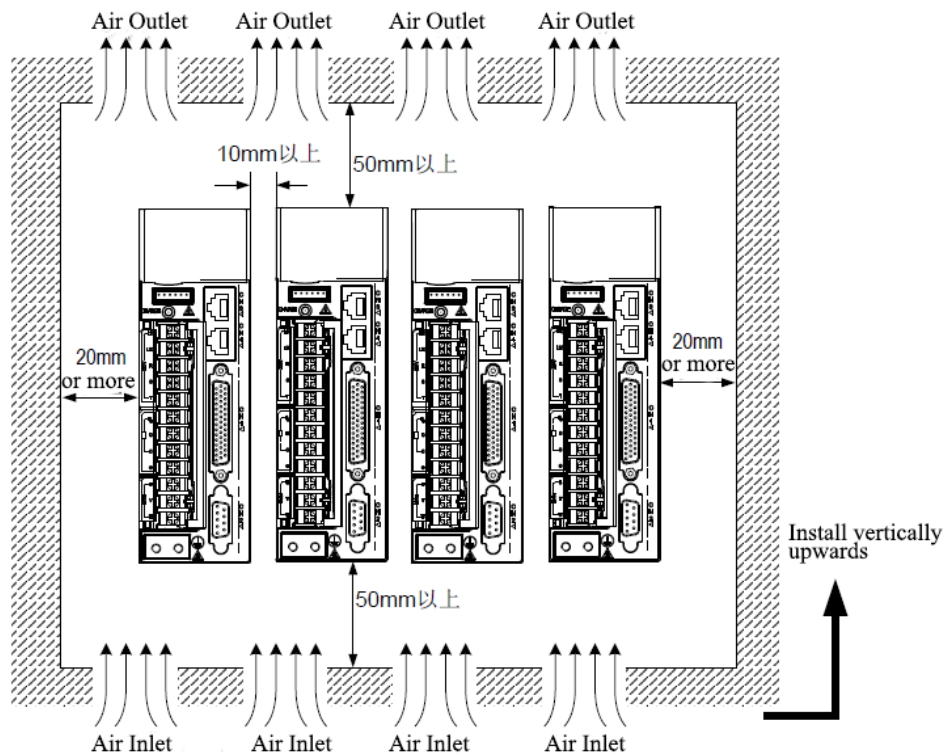 Air Outlet
Air Outlet
Air Outlet
Air Outlet
10mm以上
50mm以上
20mm
or more
20mm
or more
50mm以上
Install vertically
upwards
Air Inlet
Air Inlet
Air Inlet
Air Inlet